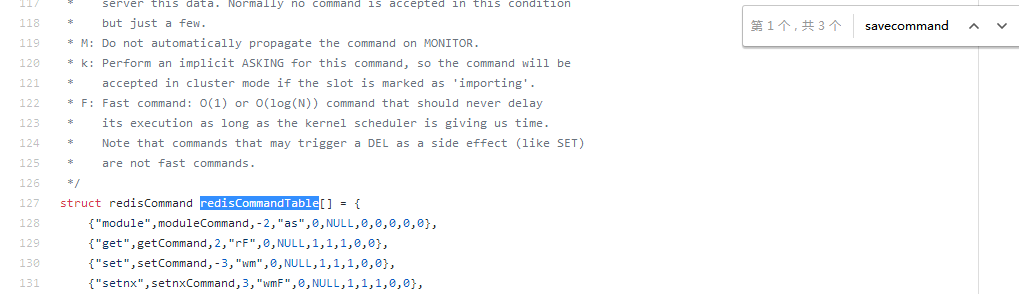 117 *    server this data. Normally no command is accepted in this condition
118 *    but just a few.
119 * M: Do not automatically propagate the command on MONITOR.
120 * k: Perform an implicit ASKING for this command, so the command will be
121 *    accepted in cluster mode if the slot is marked as 'importing'.
122 * F: Fast command: O(1) or O(log(N)) command that should never delay
123 *    its execution as long as the kernel scheduler is giving us time.
124 *    Note that commands that may trigger a DEL as a side effect (like SET)
125 *    are not fast commands.
126 */
127 struct redisCommand redisCommandTable[] = {
128     {"module",moduleCommand,-2,"as",0,NULL,0,0,0,0,0},
129     {"get",getCommand,2,"rF",0,NULL,1,1,1,0,0},
130     {"set",setCommand,-3,"wm",0,NULL,1,1,1,0,0},
131     {"setnx",setnxCommand,3,"wmF",0,NULL,1,1,1,0,0},
第 1 个，共 3 个 savecommand